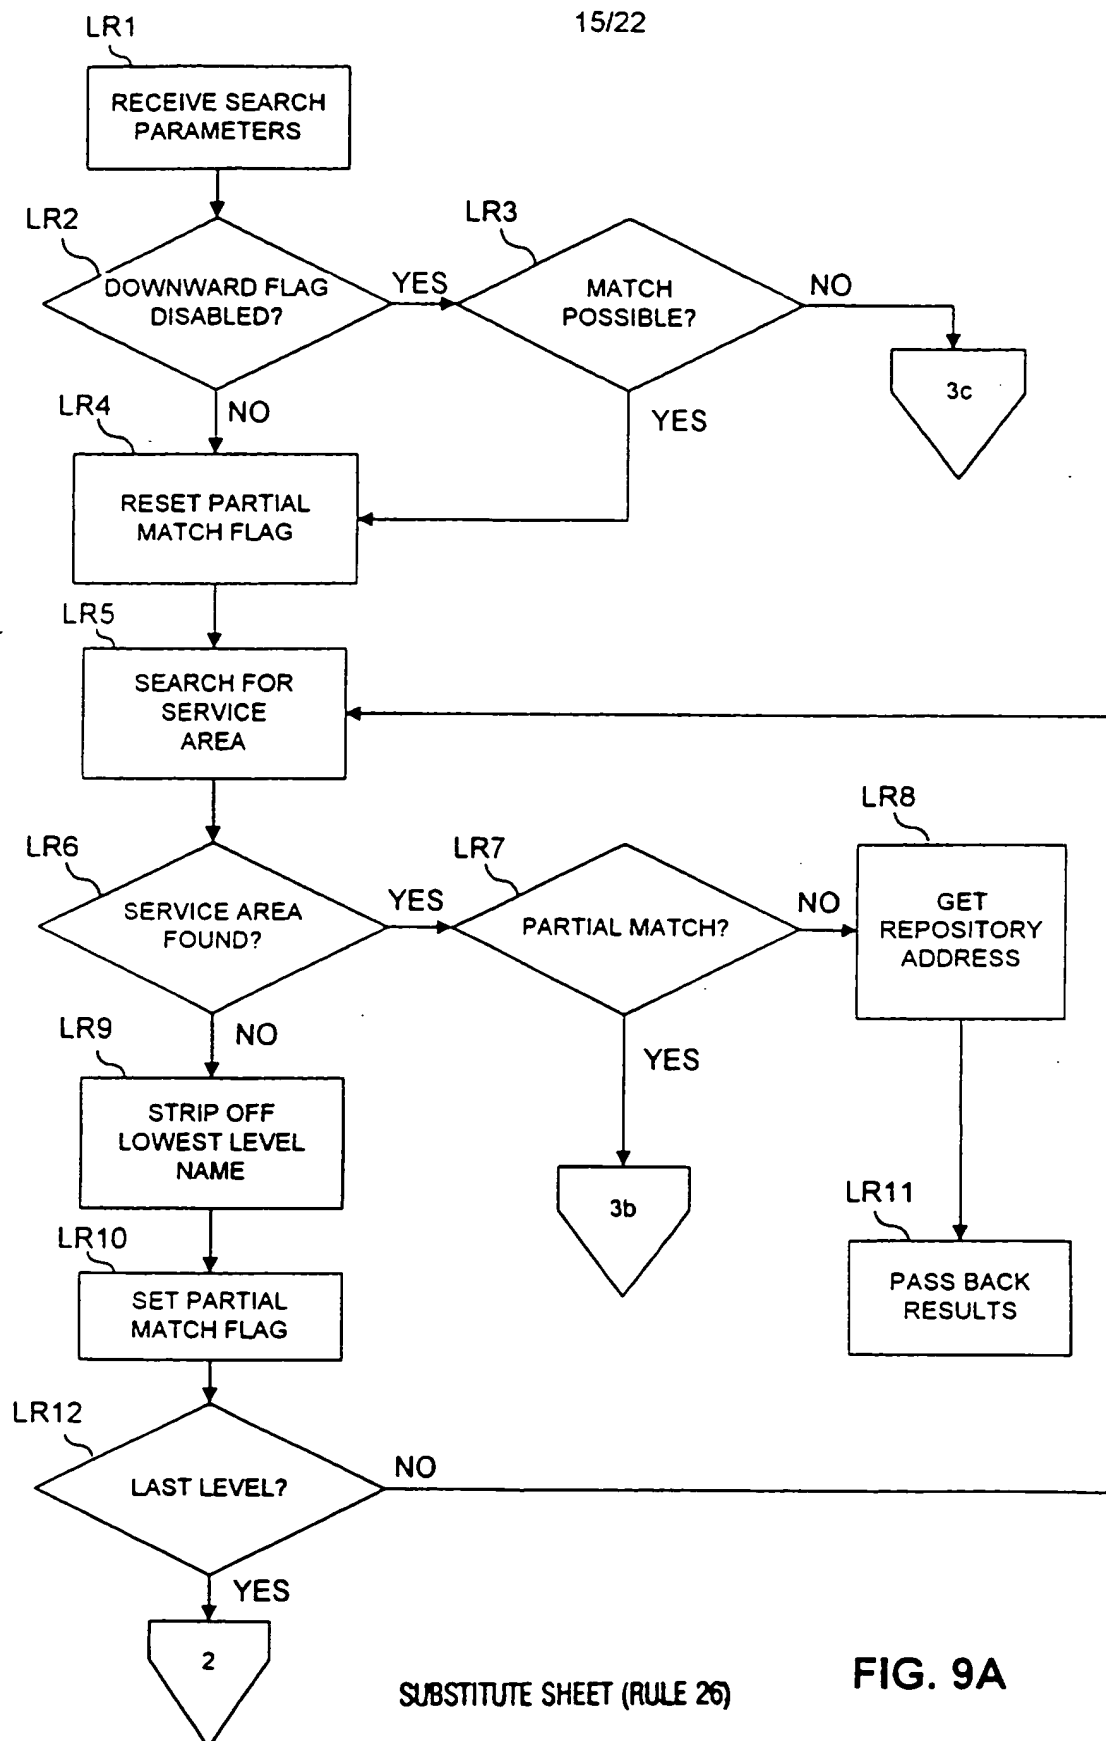 15/22
LR1
RECEIVE SEARCH
PARAMETERS
LR2
DOWNWARD FLAG
DISABLED?
YES
NO
LR3
MATCH
POSSIBLE?
NO
YES
3c
LR4
RESET PARTIAL
MATCH FLAG
LR5
SEARCH FOR
SERVICE
AREA
LR6
SERVICE AREA
FOUND?
YES
NO
LR7
PARTIAL MATCH?
NO
YES
3b
LR8
GET
REPOSITORY
ADDRESS
LR9
STRIP OFF
LOWEST LEVEL
NAME
LR11
PASS BACK
RESULTS
LR10
SET PARTIAL
MATCH FLAG
LR12
LAST LEVEL?
NO
YES
2
SUBSTITUTE SHEET (RULE 26)
FIG. 9A